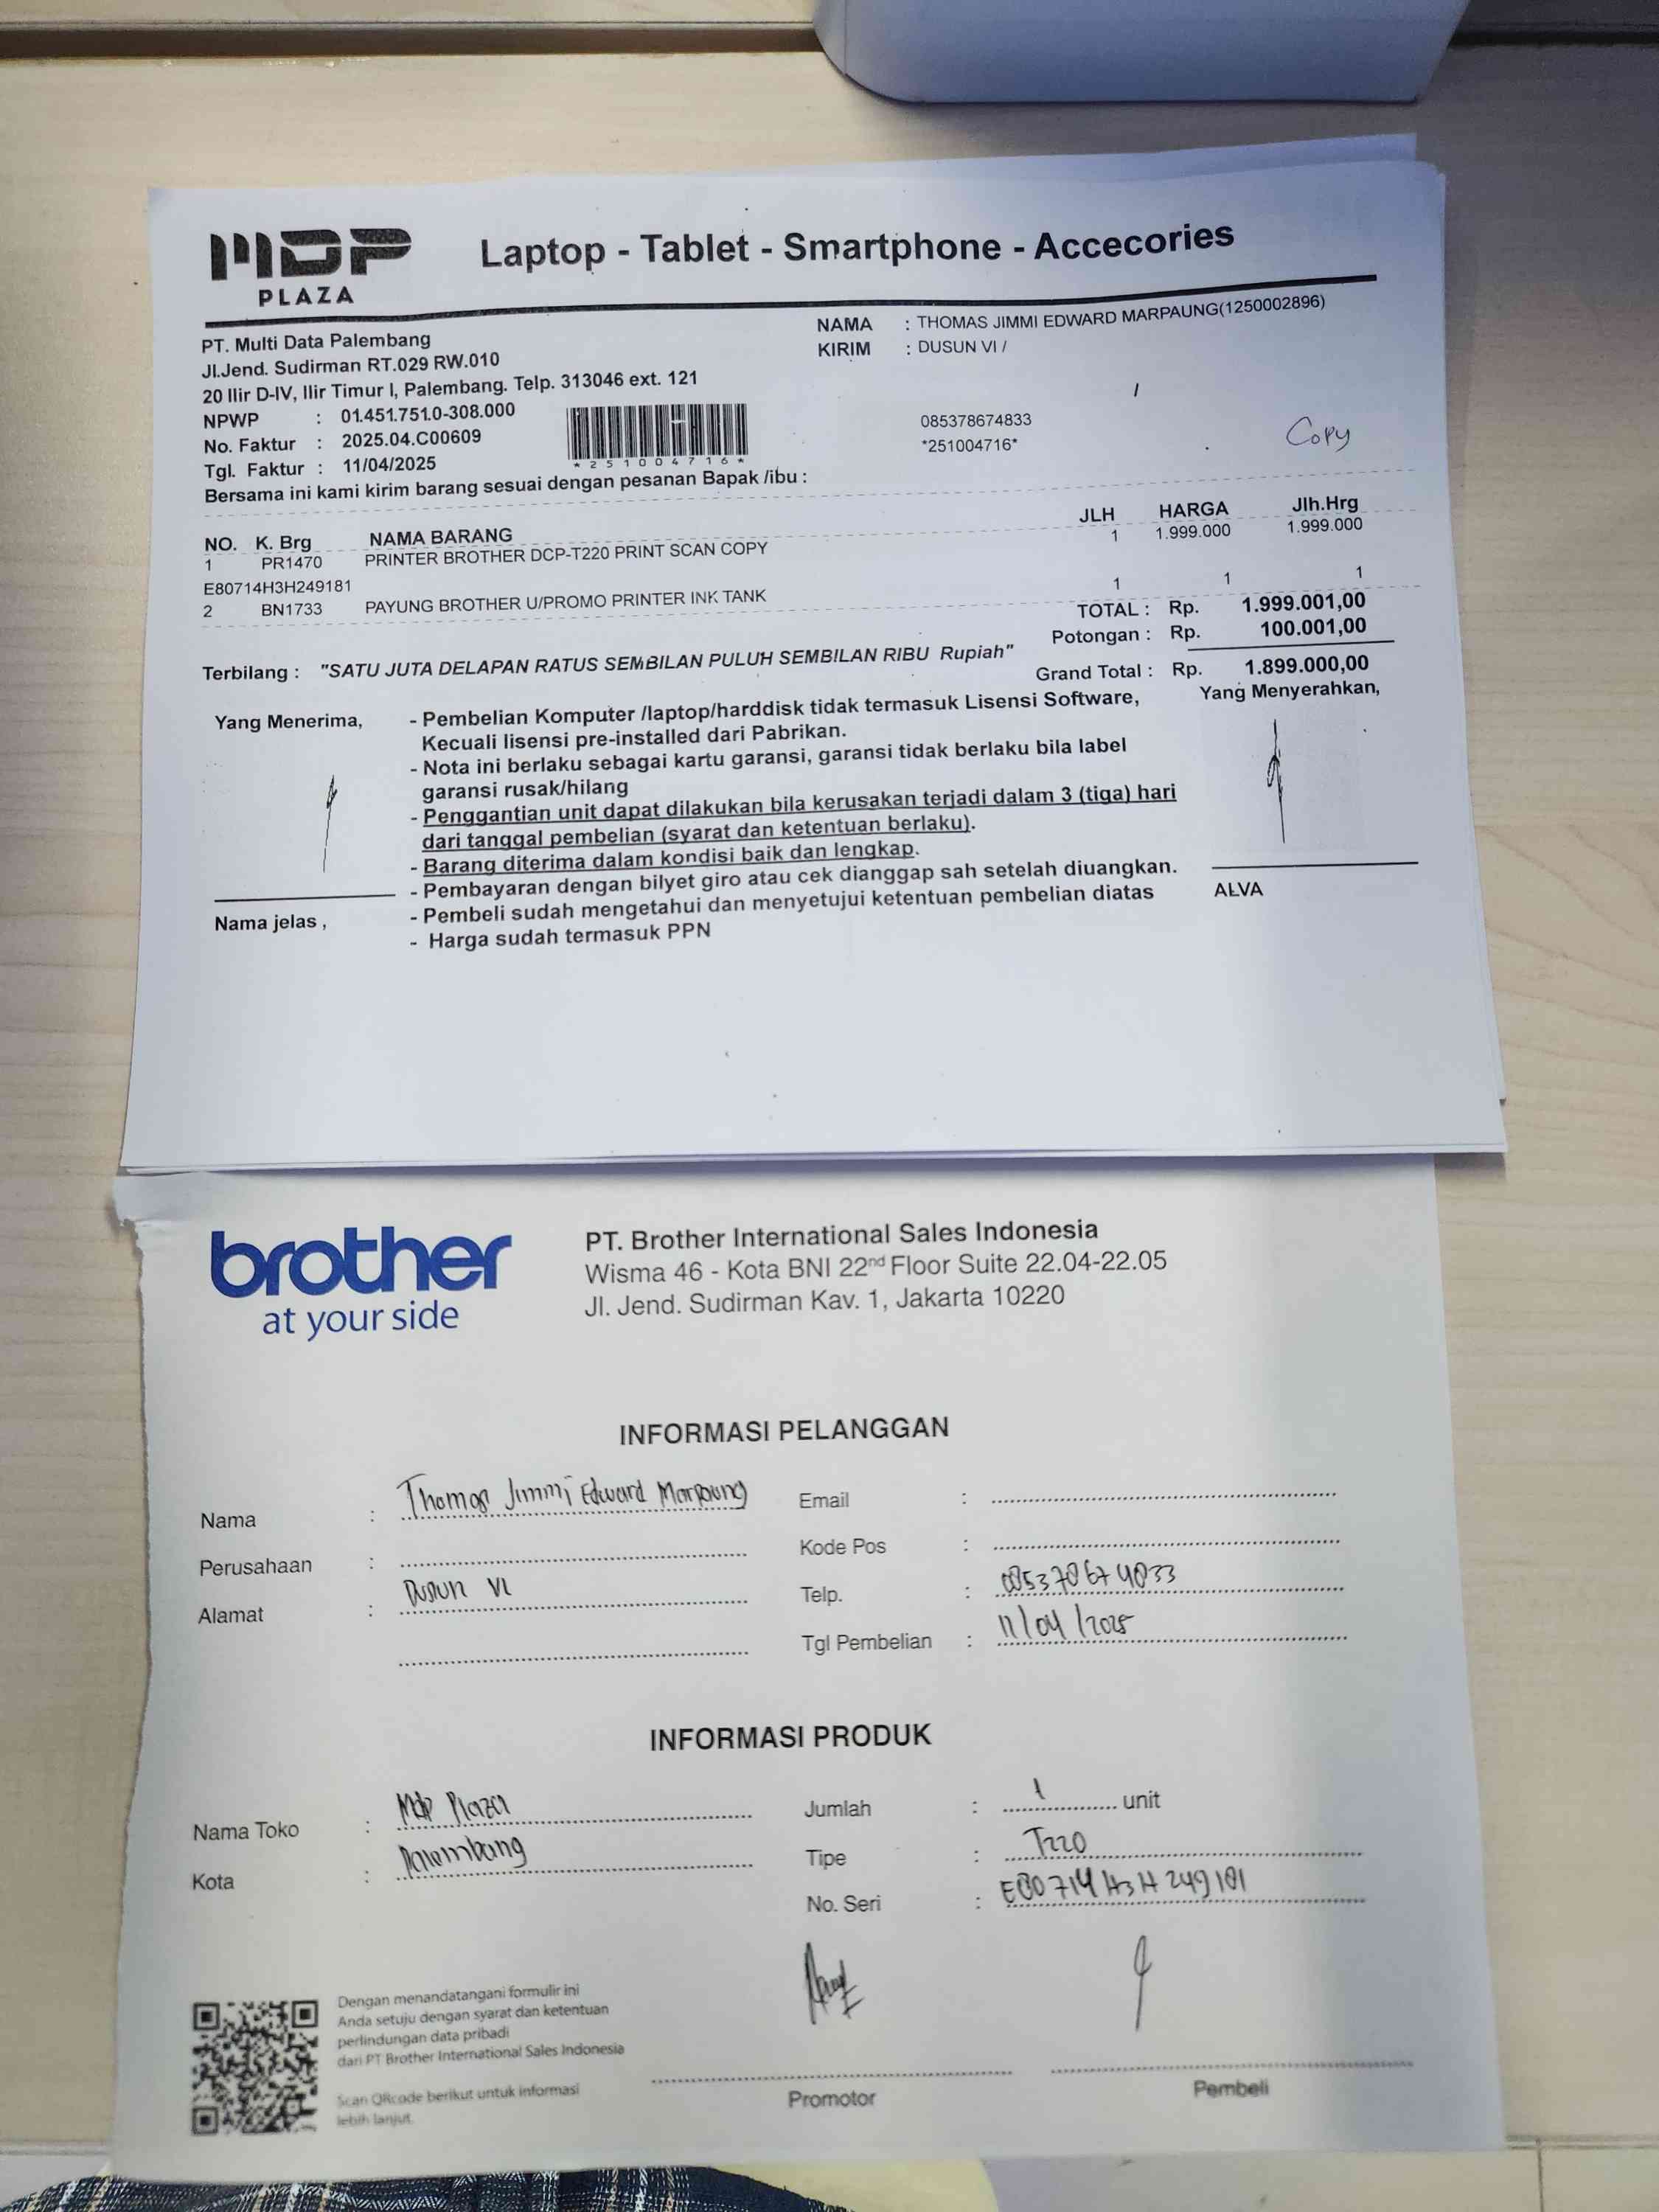 MDP
PLAZA
Laptop - Tablet - Smartphone - Accecories
PT. Multi Data Palembang
Jl.Jend. Sudirman RT.029 RW.010
20 Ilir D-IV, Ilir Timur I, Palembang. Telp. 313046 ext. 121
NPWP : 01.451.751.0-308.000
No. Faktur : 2025.04.C00609
Tgl. Faktur : 11/04/2025
*251004716*
NAMA : THOMAS JIMMI EDWARD MARPAUNG(1250002896)
KIRIM : DUSUN VI /
/
085378674833
*251004716*
Copy
Bersama ini kami kirim barang sesuai dengan pesanan Bapak /ibu :
NO. K. Brg NAMA BARANG JLH HARGA Jlh.Hrg
1 PR1470 PRINTER BROTHER DCP-T220 PRINT SCAN COPY 1 1.999.000 1.999.000
E80714H3H249181
2 BN1733 PAYUNG BROTHER U/PROMO PRINTER INK TANK 1 1 1
TOTAL : Rp. 1.999.001,00
Potongan : Rp. 100.001,00
Terbilang : "SATU JUTA DELAPAN RATUS SEMBILAN PULUH SEMBILAN RIBU Rupiah"
Grand Total : Rp. 1.899.000,00
Yang Menerima,
- Pembelian Komputer /laptop/harddisk tidak termasuk Lisensi Software,
Kecuali lisensi pre-installed dari Pabrikan.
- Nota ini berlaku sebagai kartu garansi, garansi tidak berlaku bila label
garansi rusak/hilang
- Penggantian unit dapat dilakukan bila kerusakan terjadi dalam 3 (tiga) hari
dari tanggal pembelian (syarat dan ketentuan berlaku).
- Barang diterima dalam kondisi baik dan lengkap.
- Pembayaran dengan bilyet giro atau cek dianggap sah setelah diuangkan.
- Pembeli sudah mengetahui dan menyetujui ketentuan pembelian diatas
- Harga sudah termasuk PPN
Yang Menyerahkan,
ALVA
Nama jelas ,
brother
at your side
PT. Brother International Sales Indonesia
Wisma 46 - Kota BNI 22nd Floor Suite 22.04-22.05
Jl. Jend. Sudirman Kav. 1, Jakarta 10220
INFORMASI PELANGGAN
Nama : Thomas Jimmi Edward Marpaung
Perusahaan :
Alamat : Dusun VI
Email :
Kode Pos :
Telp. : 085378674833
Tgl Pembelian : 11/04/2025
INFORMASI PRODUK
Nama Toko : Mdp Plaza
Kota : Palembang
Jumlah : 1 unit
Tipe : T220
No. Seri : E80714H3H249181
Dengan menandatangani formulir ini
Anda setuju dengan syarat dan ketentuan
perlindungan data pribadi
dari PT Brother International Sales Indonesia
Scan QRcode berikut untuk informasi
lebih lanjut.
Promotor
Pembeli